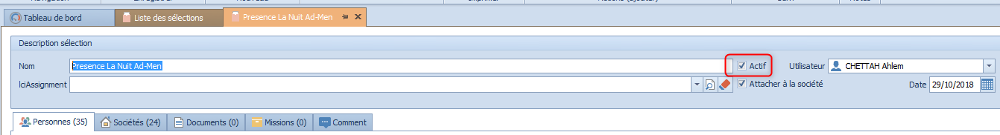 Tableau de bord Liste des sélections Presence La Nuit Ad-Men
Description sélection
Nom Presence La Nuit Ad-Men Actif Utilisateur CHETTAH Ahlem
lciAssignment Attacher à la société Date 29/10/2018
Personnes (35) Sociétés (24) Documents (0) Missions (0) Comment